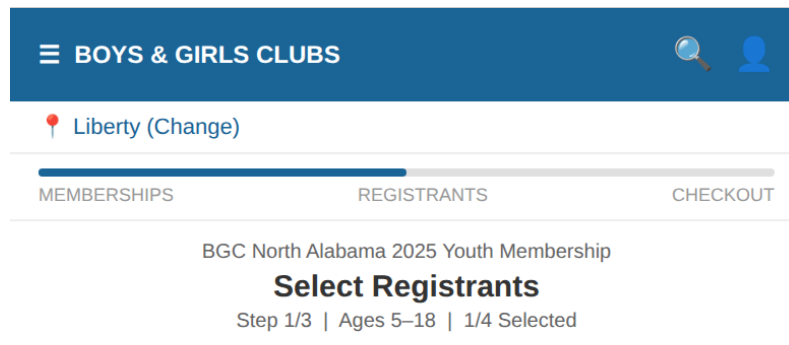 BOYS & GIRLS CLUBS
Liberty (Change)
MEMBERSHIPS REGISTRANTS CHECKOUT
BGC North Alabama 2025 Youth Membership
Select Registrants
Step 1/3 | Ages 5–18 | 1/4 Selected